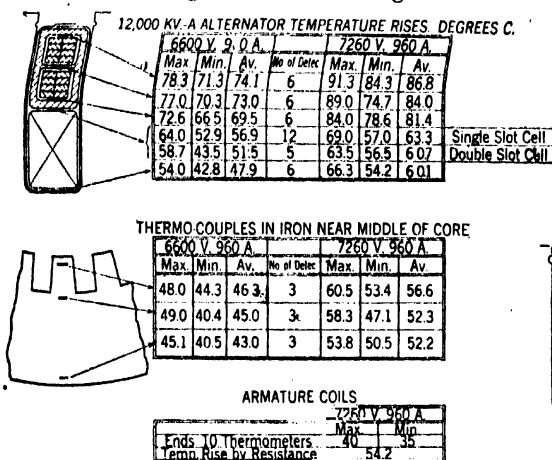 12,000 KV.-A ALTERNATOR TEMPERATURE RISES DEGREES C.
6600 V. 9 0 A. 7260 V. 960 A.
Max. Min. Av. No of Detec Max. Min. Av.
78.3 71.3 74.1 6 91.3 84.3 86.8
77.0 70.3 73.0 6 89.0 74.7 84.0
72.6 66.5 69.5 6 84.0 78.6 81.4
64.0 52.9 56.9 12 69.0 57.0 63.3 Single Slot Cell
58.7 43.5 51.5 5 63.5 56.5 60.7 Double Slot Cell
54.0 42.8 47.9 6 66.3 54.2 60.1
THERMO-COUPLES IN IRON NEAR MIDDLE OF CORE
6600 V. 960 A. 7260 V. 960 A.
Max. Min. Av. No of Detec Max. Min. Av.
48.0 44.3 46.3 3 60.5 53.4 56.6
49.0 40.4 45.0 3 58.3 47.1 52.3
45.1 40.5 43.0 3 53.8 50.5 52.2
ARMATURE COILS
7260 V. 960 A.
Max. Min.
Ends 10 Thermometers 40 35
Temp. Rise by Resistance 54.2